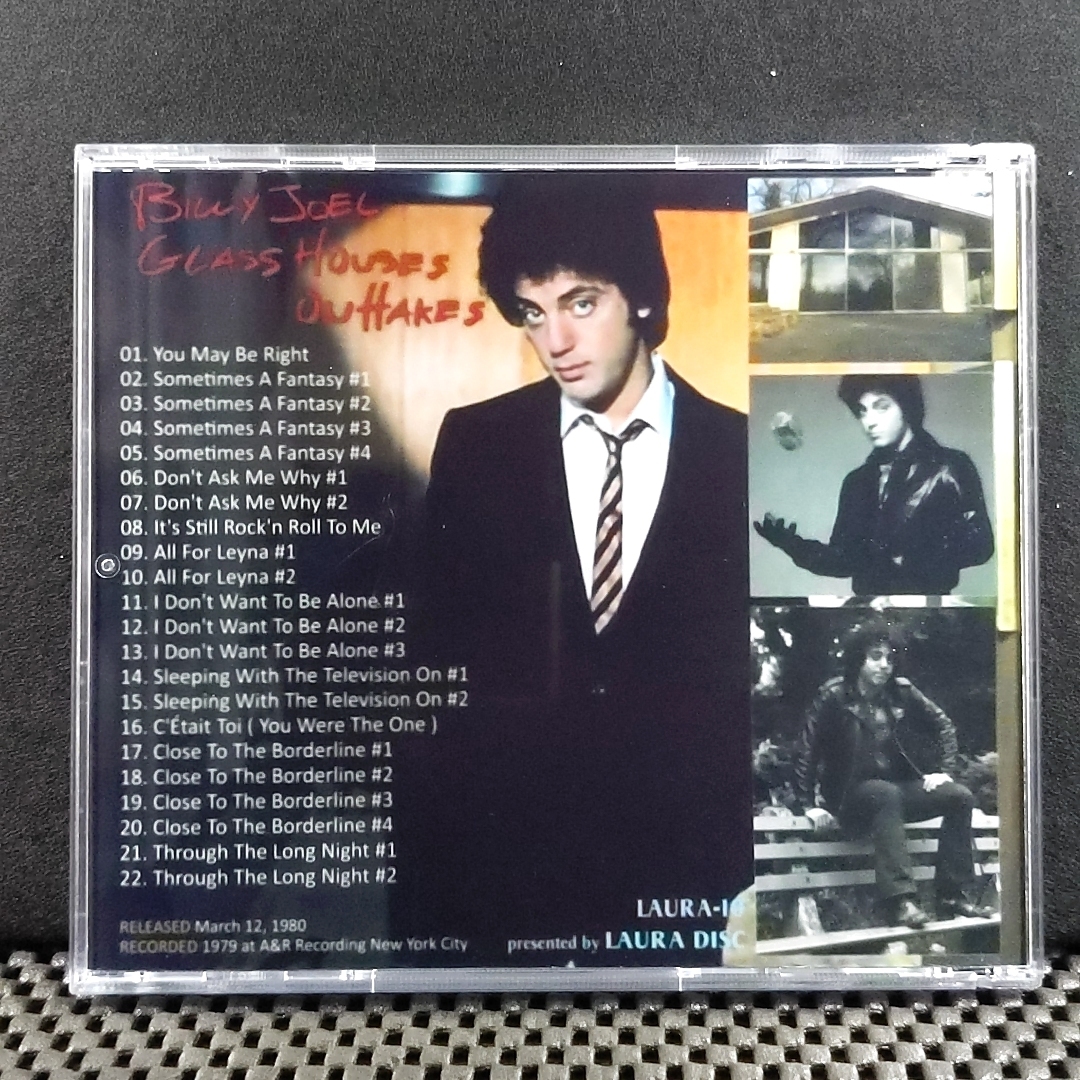 BILLY JOEL
GLASS HOUSES
OUTTAKES
01. You May Be Right
02. Sometimes A Fantasy #1
03. Sometimes A Fantasy #2
04. Sometimes A Fantasy #3
05. Sometimes A Fantasy #4
06. Don't Ask Me Why #1
07. Don't Ask Me Why #2
08. It's Still Rock'n Roll To Me
09. All For Leyna #1
10. All For Leyna #2
11. I Don't Want To Be Alone #1
12. I Don't Want To Be Alone #2
13. I Don't Want To Be Alone #3
14. Sleeping With The Television On #1
15. Sleeping With The Television On #2
16. C'Était Toi ( You Were The One )
17. Close To The Borderline #1
18. Close To The Borderline #2
19. Close To The Borderline #3
20. Close To The Borderline #4
21. Through The Long Night #1
22. Through The Long Night #2
RELEASED March 12, 1980
RECORDED 1979 at A&R Recording New York City
presented by LAURA DISC